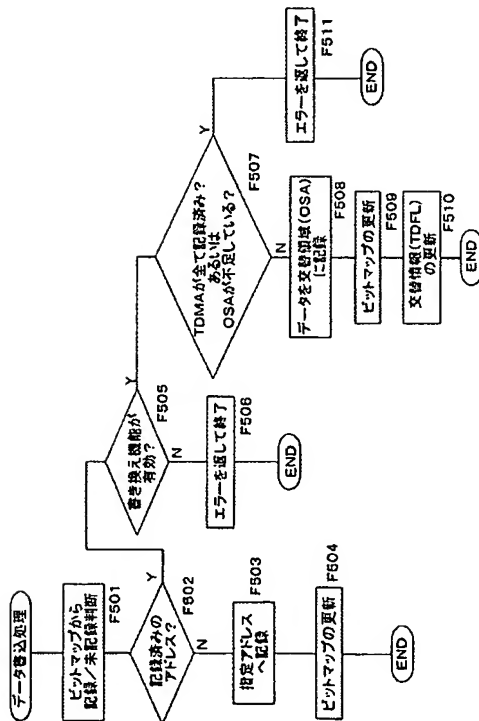 データ書込処理
ビットマップから
記録／未記録判断
F501
記録済みの
アドレス？
F502
Y
N
指定アドレス
へ記録
F503
ビットマップの更新
F504
END
書き換え機能が
有効？
F505
Y
N
エラーを返して終了
F506
END
TDMAが全て記録済み？
あるいは
OSAが不足している？
F507
Y
N
データを交替領域(OSA)
に記録
F508
ビットマップの更新
F509
交替情報(TDFL)
の更新
F510
END
エラーを返して終了
F511
END